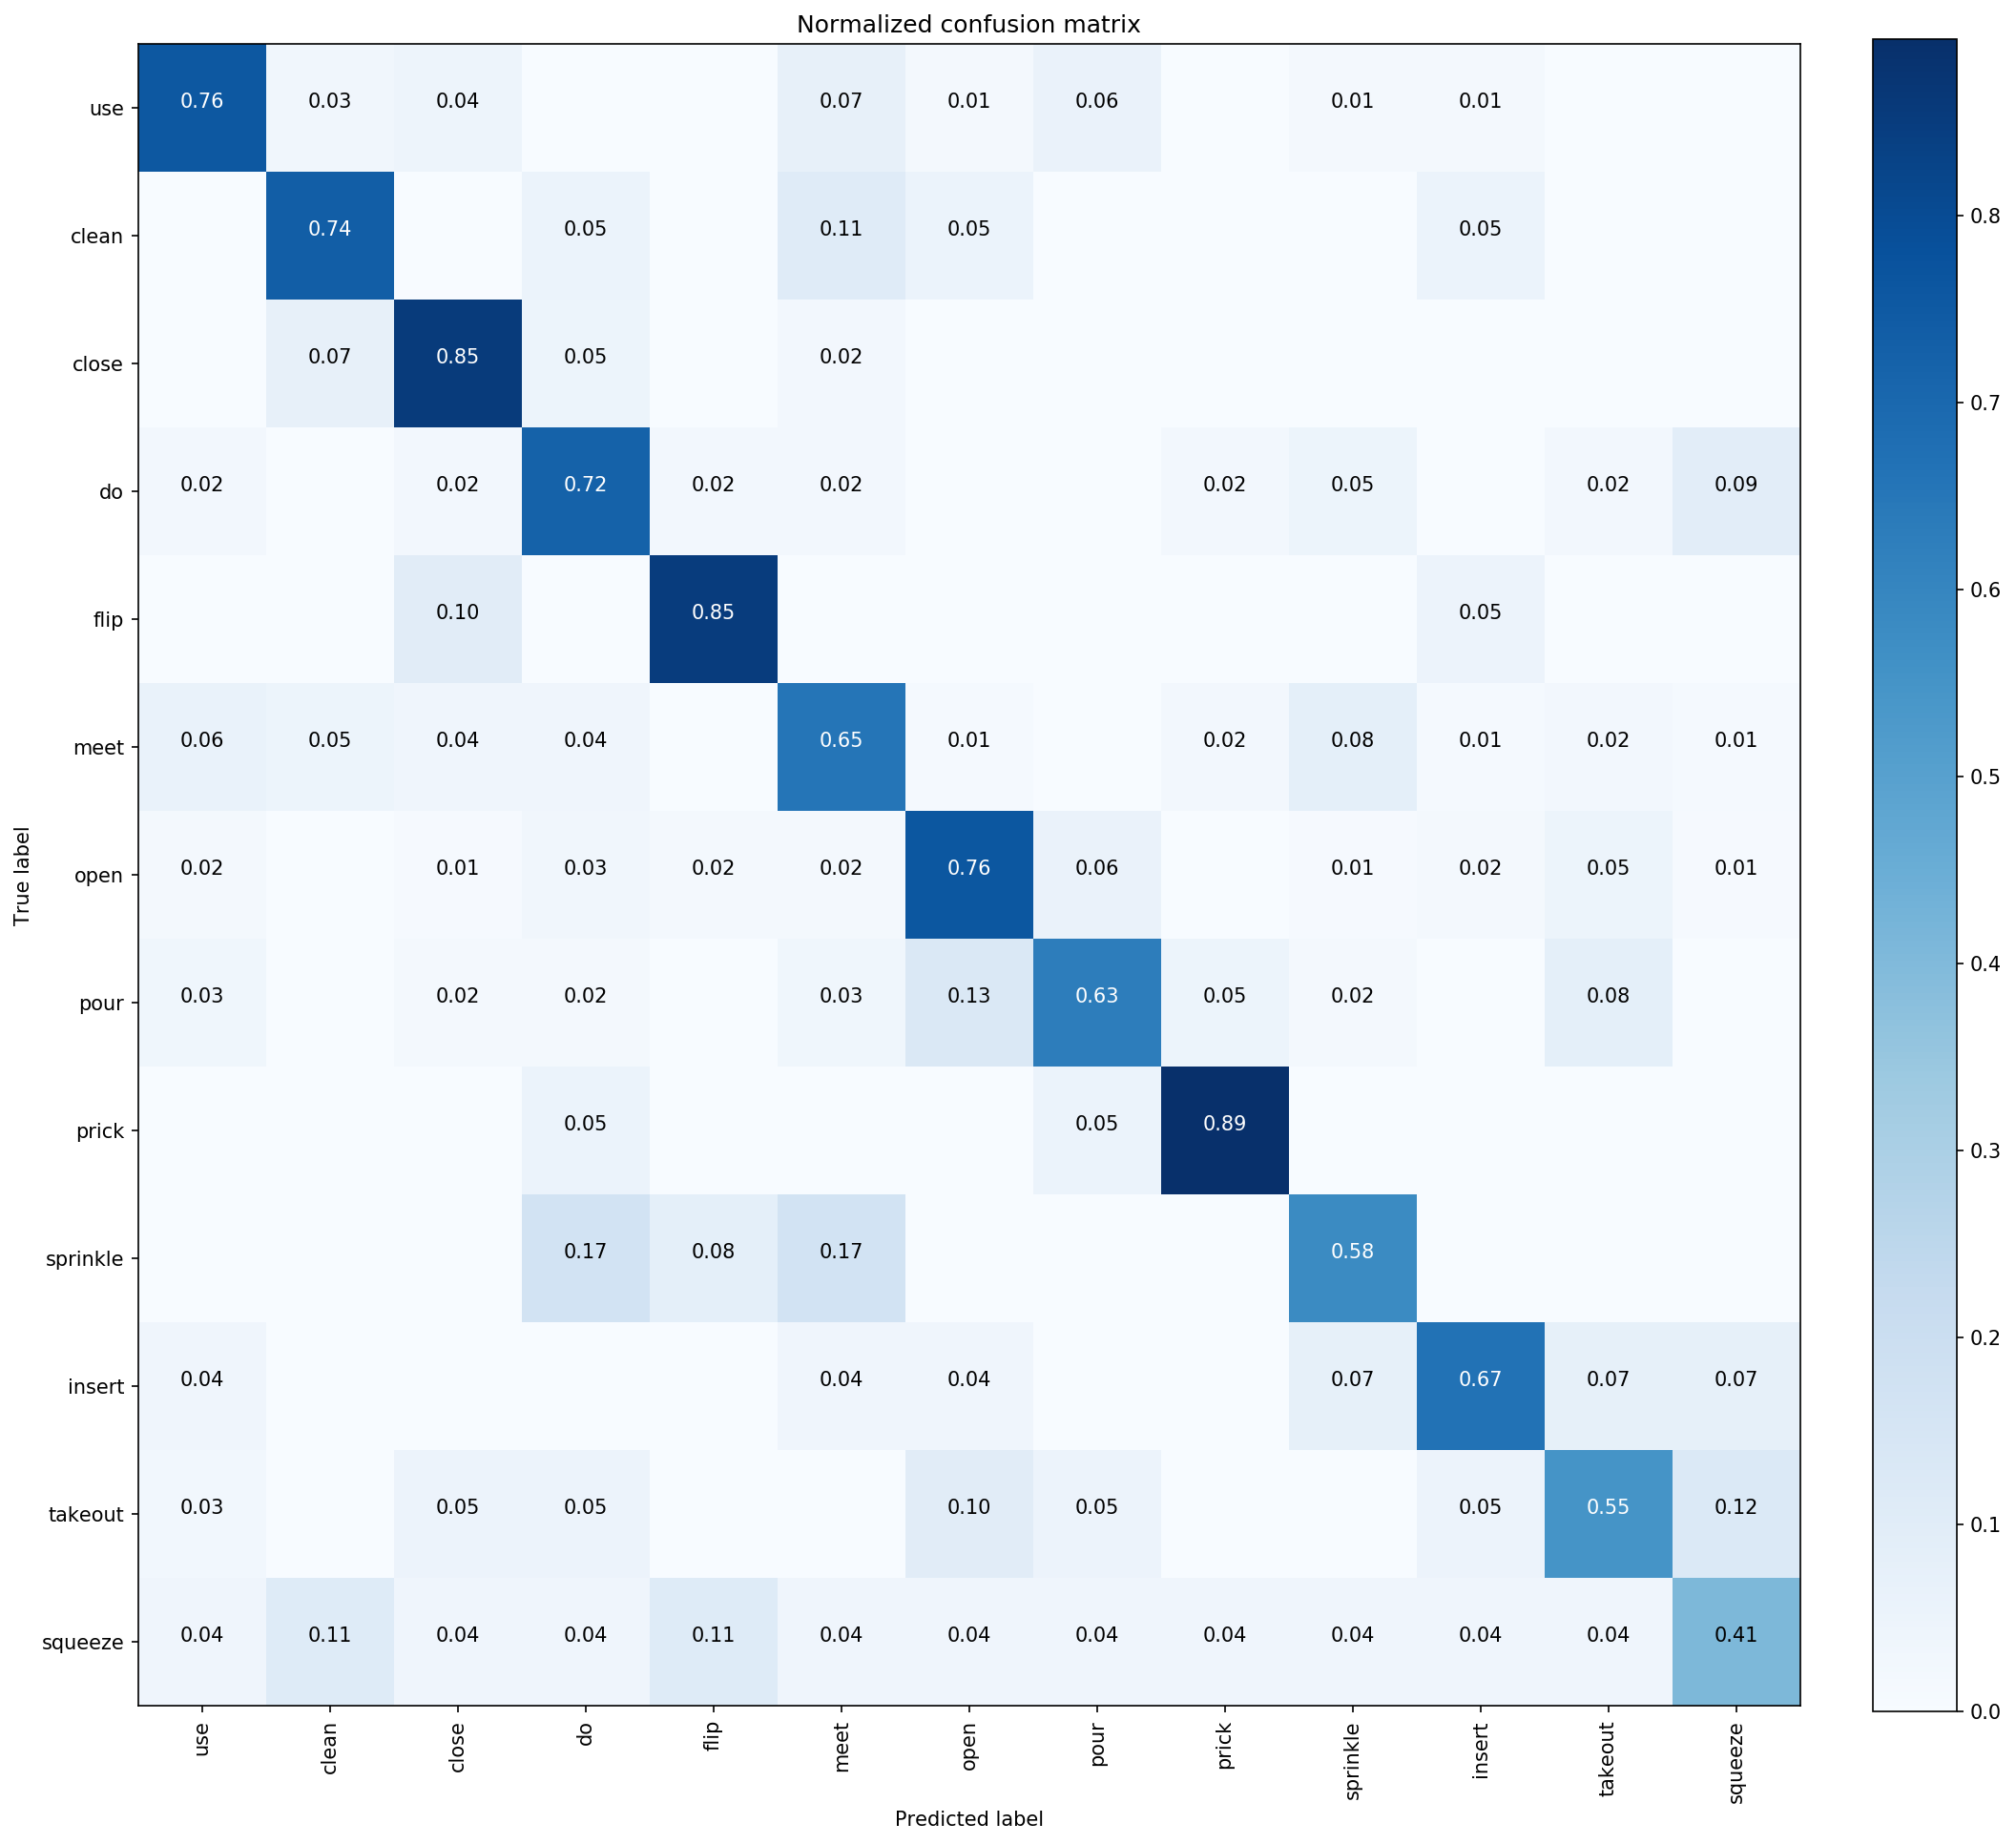 Normalized confusion matrix
use 0.76 0.03 0.04 0.07 0.01 0.06 0.01 0.01
clean 0.74 0.05 0.11 0.05 0.05
close 0.07 0.85 0.05 0.02
do 0.02 0.02 0.72 0.02 0.02 0.02 0.05 0.02 0.09
flip 0.10 0.85 0.05
meet 0.06 0.05 0.04 0.04 0.65 0.01 0.02 0.08 0.01 0.02 0.01
open 0.02 0.01 0.03 0.02 0.02 0.76 0.06 0.01 0.02 0.05 0.01
pour 0.03 0.02 0.02 0.03 0.13 0.63 0.05 0.02 0.08
prick 0.05 0.05 0.89
sprinkle 0.17 0.08 0.17 0.58
insert 0.04 0.04 0.04 0.07 0.67 0.07 0.07
takeout 0.03 0.05 0.05 0.10 0.05 0.05 0.55 0.12
squeeze 0.04 0.11 0.04 0.04 0.11 0.04 0.04 0.04 0.04 0.04 0.04 0.04 0.41
use clean close do flip meet open pour prick sprinkle insert takeout squeeze
Predicted label
True label
0.8
0.7
0.6
0.5
0.4
0.3
0.2
0.1
0.0